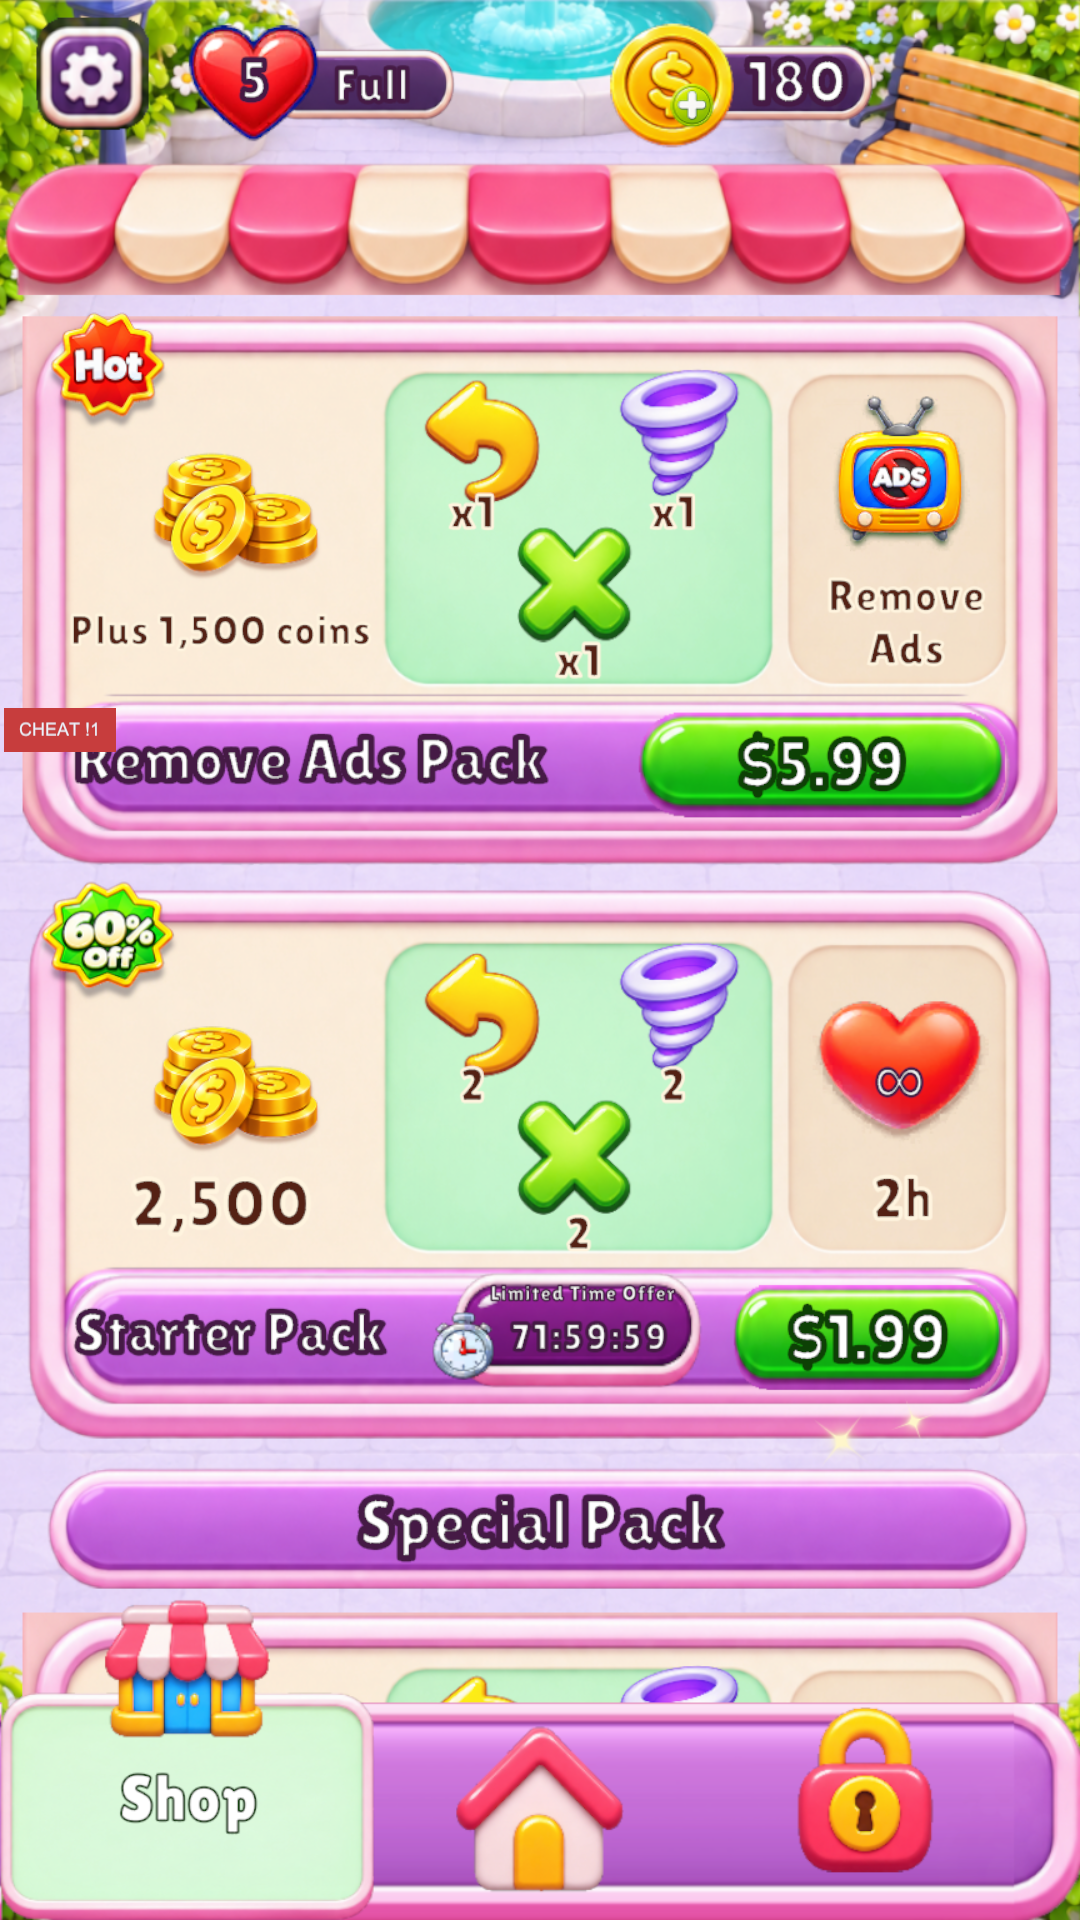 5
Full
180
Hot
x1
x1
ADS
x1
Plus 1,500 coins
Remove
Ads
CHEAT !1
Remove Ads Pack
$5.99
60%
Off
2
2
∞
2,500
2
2h
Limited Time Offer
Starter Pack
71:59:59
$1.99
Special Pack
Shop